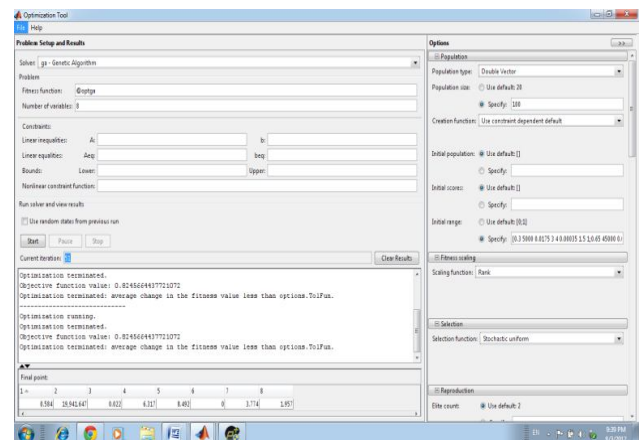 Optimization Tool
File Help
Problem Setup and Results
Solver: ga - Genetic Algorithm
Problem
Fitness function: @optga
Number of variables: 8
Constraints:
Linear inequalities: A: b:
Linear equalities: Aeq: beq:
Bounds: Lower: Upper:
Nonlinear constraint function:
Run solver and view results
Use random states from previous run
Start Pause Stop
Current iteration: Clear Results
Optimization terminated.
Objective function value: 0.8245664437721072
Optimization terminated: average change in the fitness value less than options.TolFun.
Optimization running.
Optimization terminated.
Objective function value: 0.8245664437721072
Optimization terminated: average change in the fitness value less than options.TolFun.
Final point:
1 2 3 4 5 6 7 8
0.504 19,941.647 0.022 6.317 8.492 0 3.774 1.957
Options >>
Population
Population type: Double Vector
Population size: Use default: 20
Specify: 100
Creation function: Use constraint dependent default
Initial population: Use default: []
Specify:
Initial scores: Use default: []
Specify:
Initial range: Use default: [0;1]
Specify: [0.3 5000 0.0175 3 4 0.00035 1.5 1;0.65 45000 0.
Fitness scaling
Scaling function: Rank
Selection
Selection function: Stochastic uniform
Reproduction
Elite count: Use default: 2
EN 9:39 PM